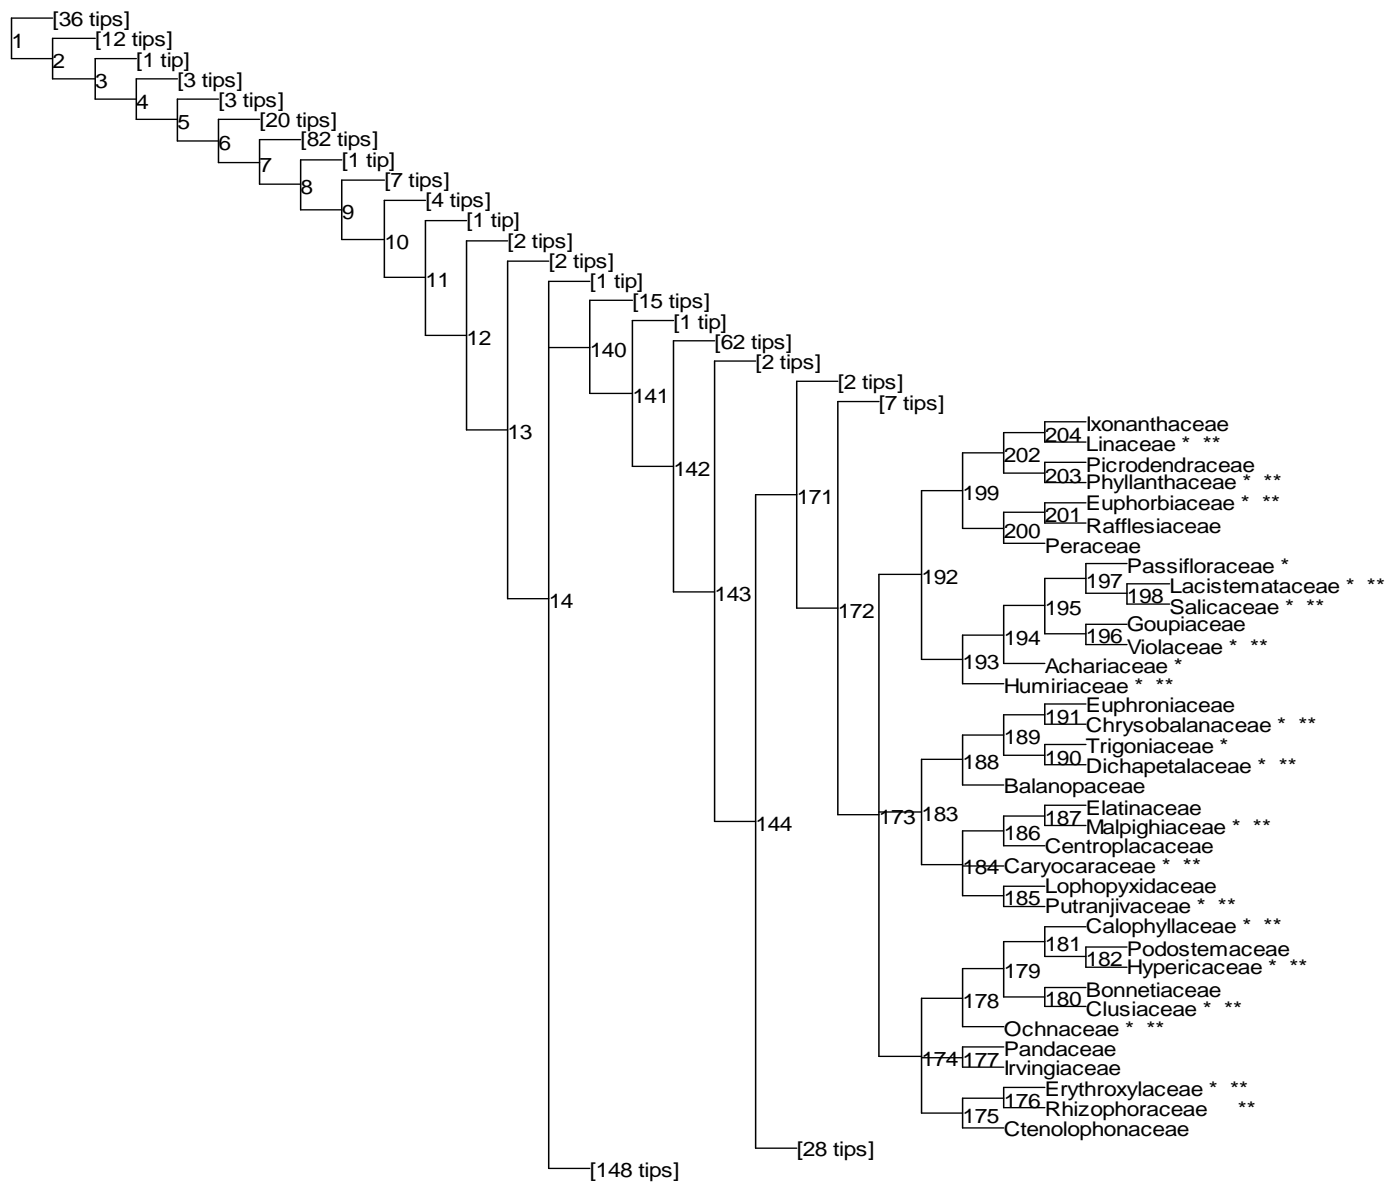 [36 tips]
1
[12 tips]
2
[1 tip]
3
[3 tips]
4
[3 tips]
5
[20 tips]
6
[82 tips]
7
[1 tip]
8
[7 tips]
9
[4 tips]
10
[1 tip]
11
[2 tips]
12
[2 tips]
13
[1 tip]
14
[15 tips]
140
[1 tip]
141
[62 tips]
142
[2 tips]
143
144
[2 tips]
171
[7 tips]
172
173
Ixonanthaceae
204
Linaceae * **
202
Picrodendraceae
203
Phyllanthaceae * **
199
Euphorbiaceae * **
201
Rafflesiaceae
200
Peraceae
192
Passifloraceae *
197
Lacistemataceae * **
198
Salicaceae * **
195
Goupiaceae
196
Violaceae * **
194
Achariaceae *
193
Humiriaceae * **
Euphroniaceae
191
Chrysobalanaceae * **
189
Trigoniaceae *
190
Dichapetalaceae * **
188
Balanopaceae
183
Elatinaceae
187
Malpighiaceae * **
186
Centroplacaceae
184
Caryocaraceae * **
Lophopyxidaceae
185
Putranjivaceae * **
Calophyllaceae * **
181
Podostemaceae
182
Hypericaceae * **
179
Bonnetiaceae
180
Clusiaceae * **
178
Ochnaceae * **
174
Pandaceae
177
Irvingiaceae
Erythroxylaceae * **
176
Rhizophoraceae **
175
Ctenolophonaceae
[28 tips]
[148 tips]